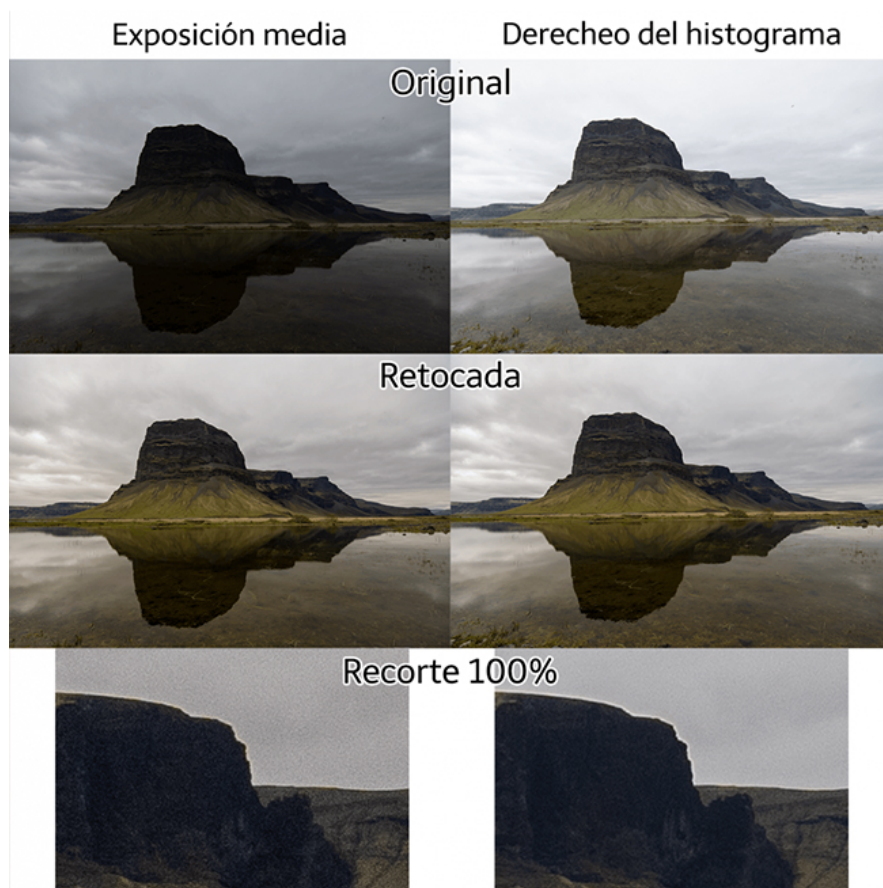 Exposición media
Derecheo del histograma
Original
Retocada
Recorte 100%